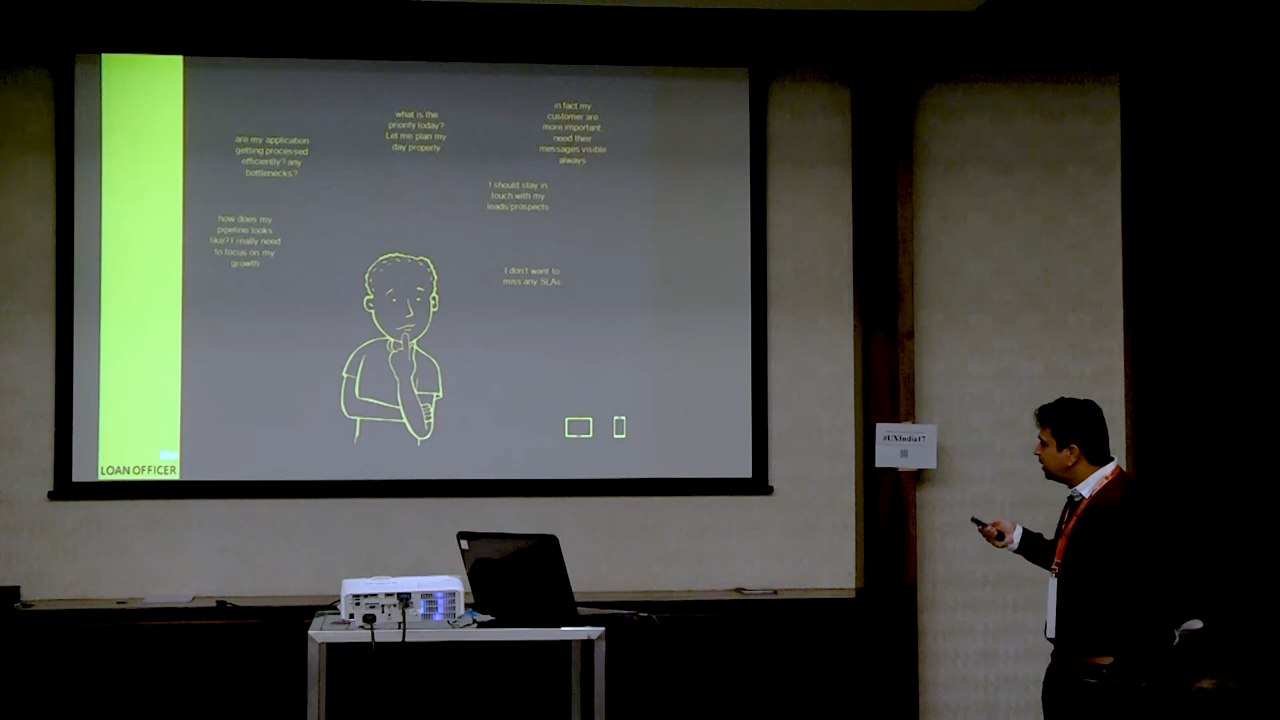 in fact my
customer are
more important.
need their
messages visible
always
what is the
priority today?
Let me plan my
day properly
are my application
getting processed
efficiently? any
bottlenecks?
I should stay in
touch with my
leads/prospects
how does my
pipeline looks
like? I really need
to focus on my
growth
I don't want to
miss any SLAs
the
LOAN OFFICER
#UXIndia17